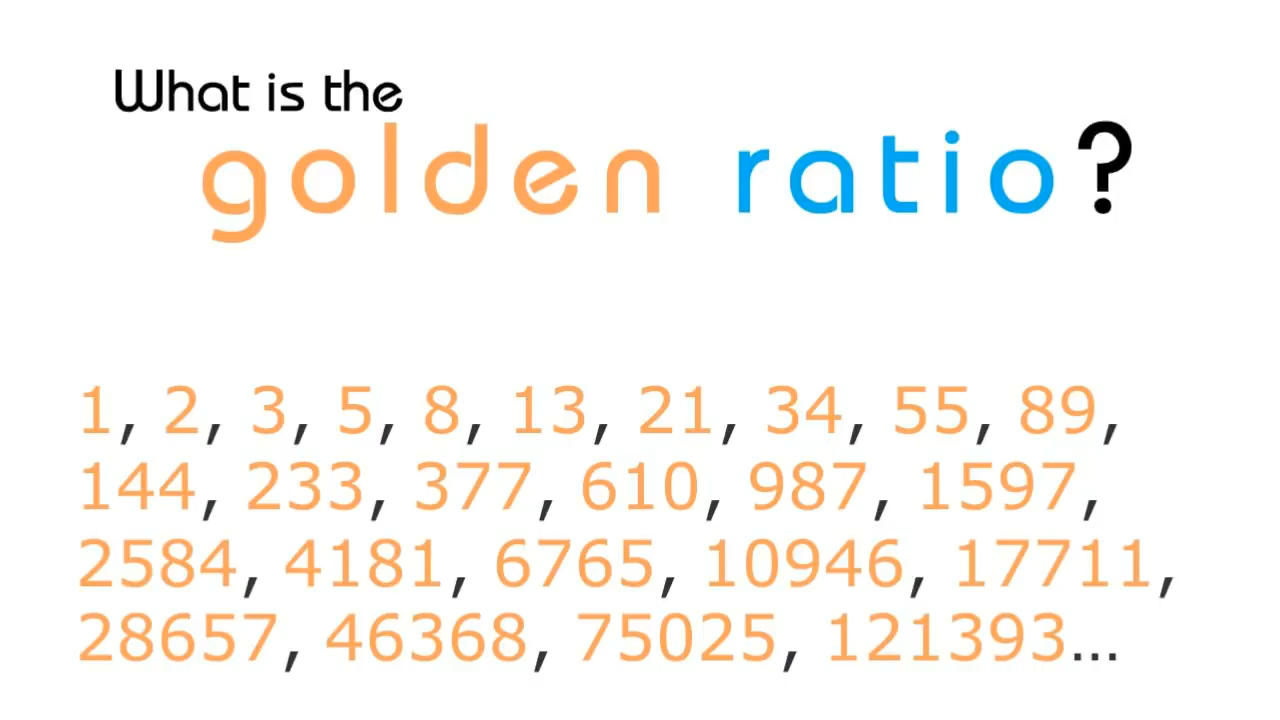 What is the
golden ratio?
1, 2, 3, 5, 8, 13, 21, 34, 55, 89,
144, 233, 377, 610, 987, 1597,
2584, 4181, 6765, 10946, 17711,
28657, 46368, 75025, 121393...